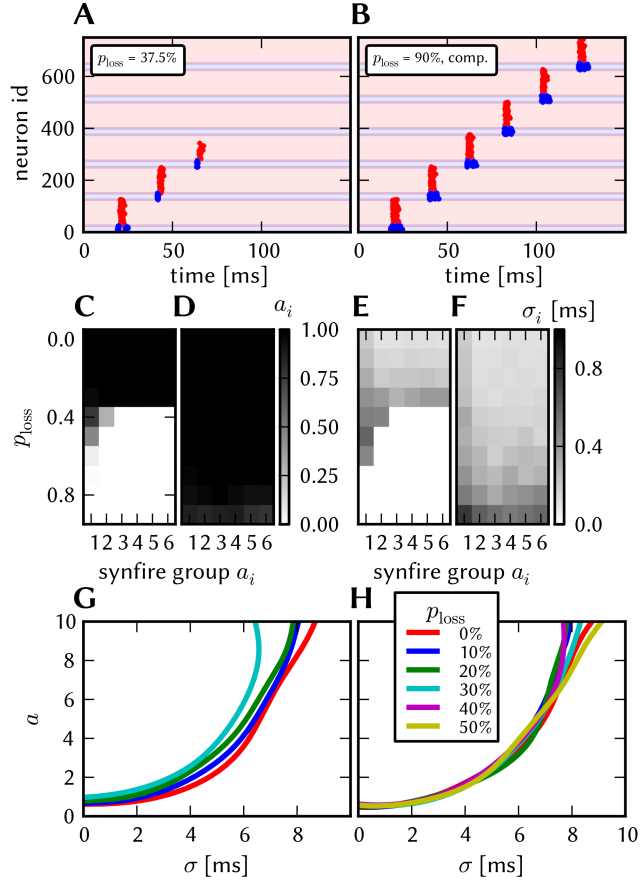 A
B
p_loss = 37.5%
p_loss = 90%, comp.
neuron id
600
400
200
0
0 50 100
0 50 100
time [ms]
time [ms]
C D a_i E F σ_i [ms]
p_loss
0.0
0.4
0.8
1.00
0.75
0.50
0.25
0.00
0.8
0.4
0.0
1 2 3 4 5 6 1 2 3 4 5 6
1 2 3 4 5 6 1 2 3 4 5 6
synfire group a_i
synfire group a_i
G
H
a
10
8
6
4
2
0
0 2 4 6 8
0 2 4 6 8 10
σ [ms]
σ [ms]
p_loss
0%
10%
20%
30%
40%
50%